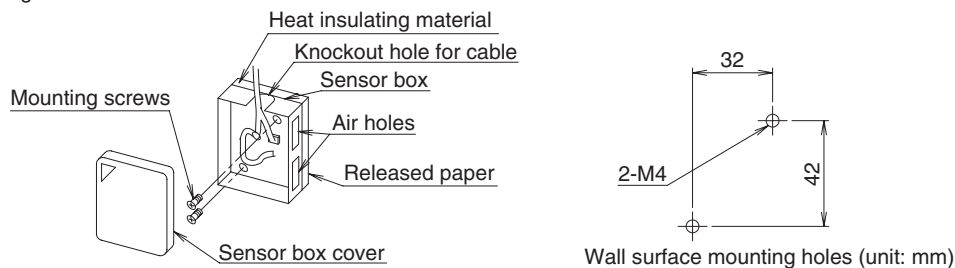 Heat insulating material
Knockout hole for cable
Sensor box
Mounting screws
Air holes
Released paper
Sensor box cover
32
2-M4
42
Wall surface mounting holes (unit: mm)